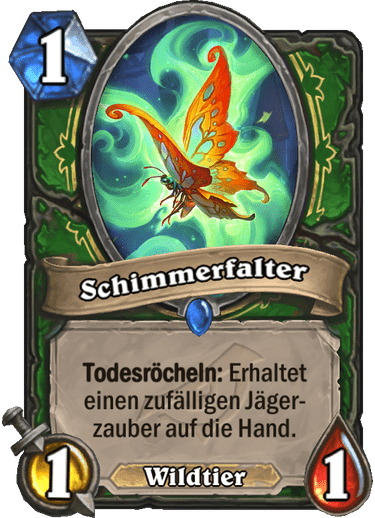 1
Schimmerfalter
Todesröcheln: Erhaltet
einen zufälligen Jäger-
zauber auf die Hand.
1
Wildtier
1